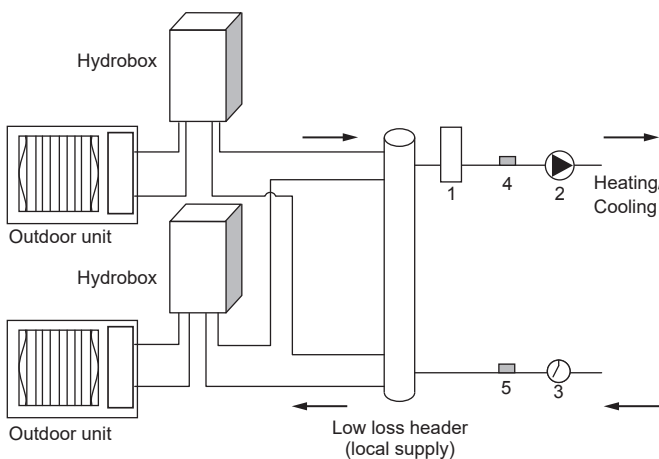 Hydrobox
Outdoor unit
Hydrobox
Outdoor unit
1
4
2
Heating/
Cooling
5
3
Low loss header
(local supply)